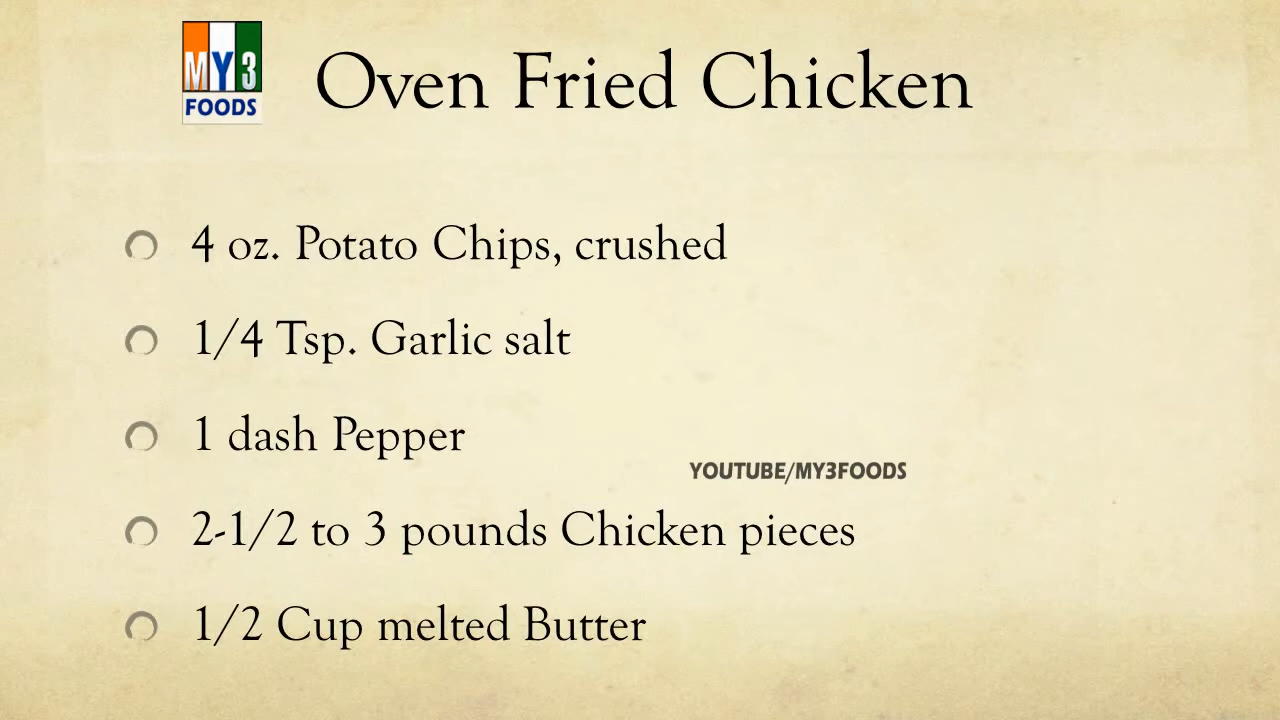 MY3
FOODS
Oven Fried Chicken
4 oz. Potato Chips, crushed
1/4 Tsp. Garlic salt
1 dash Pepper
YOUTUBE/MY3FOODS
2-1/2 to 3 pounds Chicken pieces
1/2 Cup melted Butter